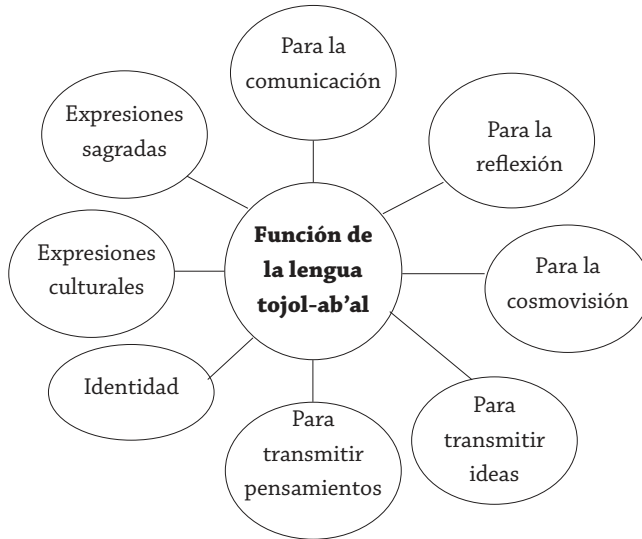 Para la
comunicación
Expresiones
sagradas
Para la
reflexión
Función de
la lengua
tojol-ab’al
Expresiones
culturales
Para la
cosmovisión
Identidad
Para
transmitir
pensamientos
Para
transmitir
ideas